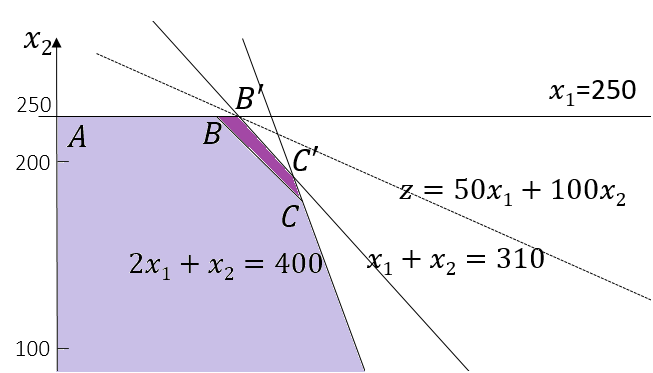 x₂
250
A
B
B′
x₁=250
200
C′
z = 50x₁ + 100x₂
C
2x₁ + x₂ = 400
x₁ + x₂ = 310
100